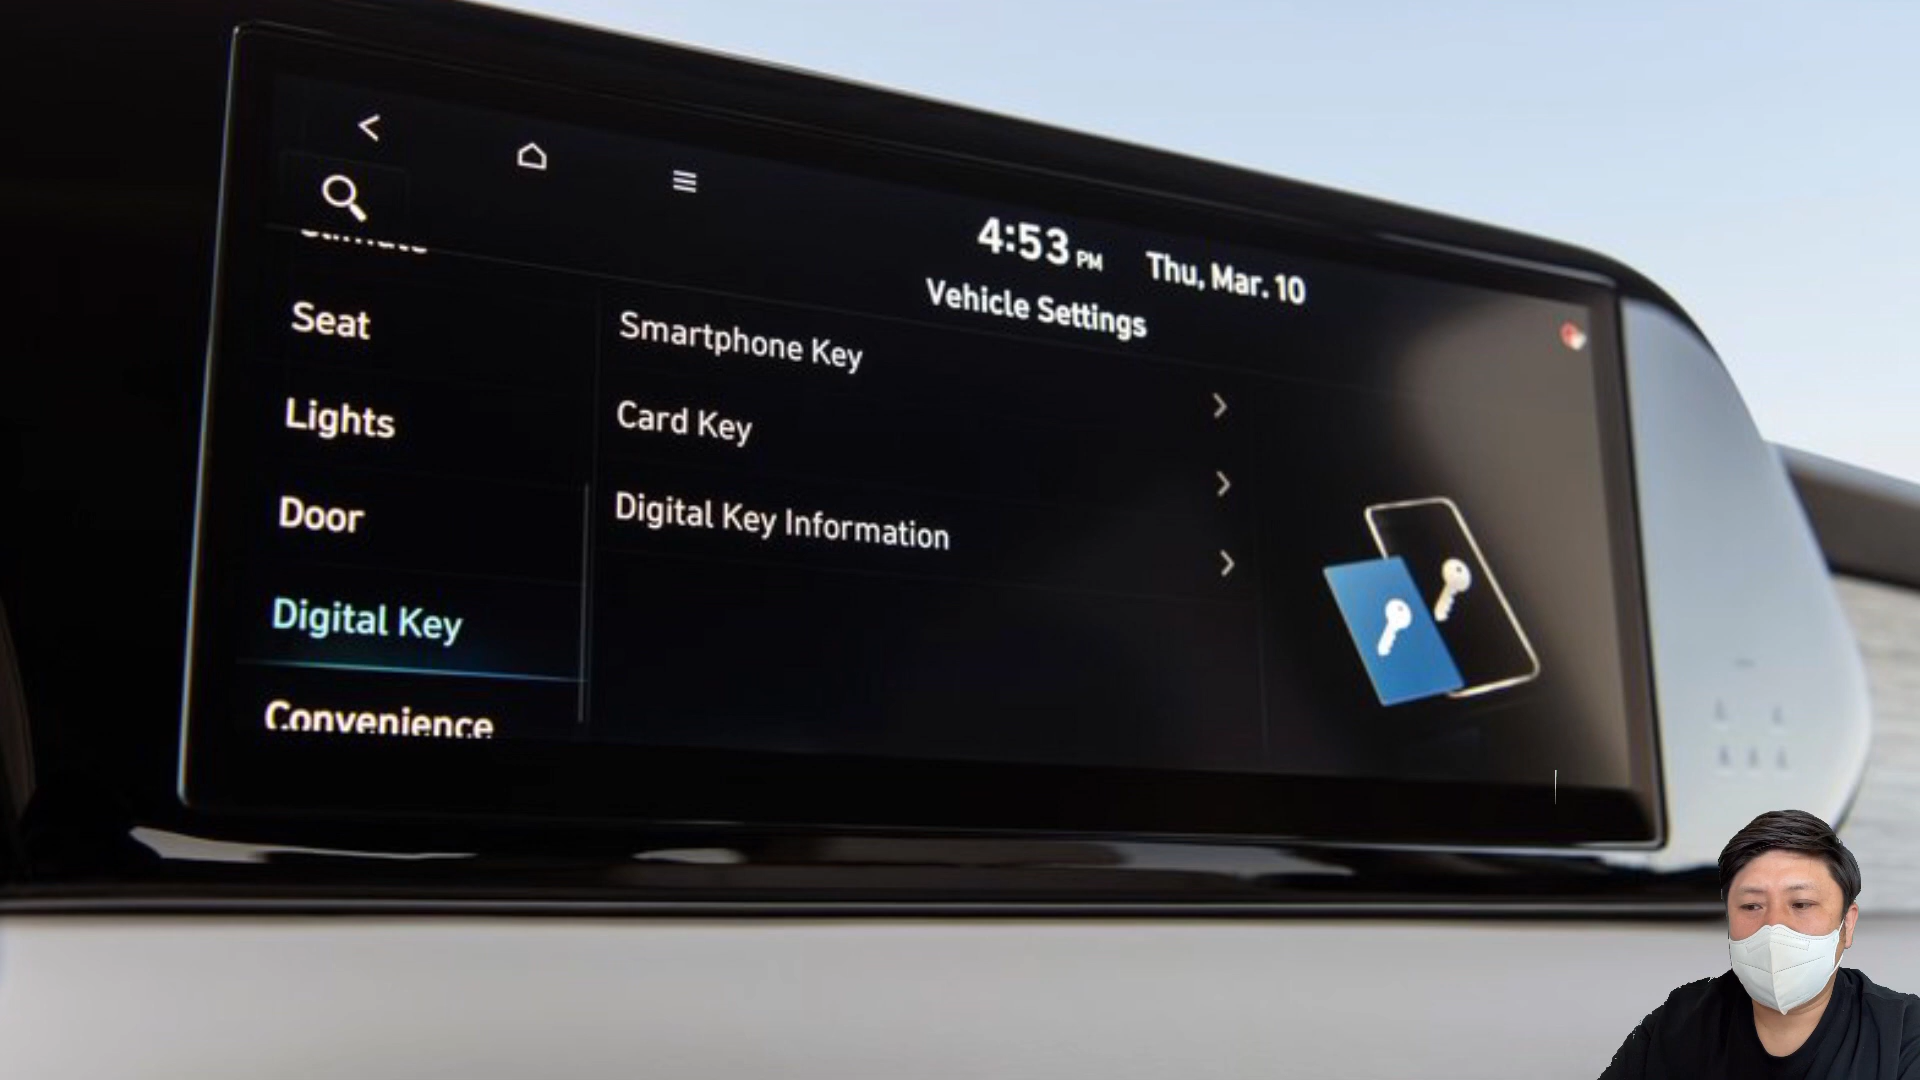 4:53 PM Thu, Mar. 10
Vehicle Settings
Climate
Seat
Lights
Door
Digital Key
Convenience
Smartphone Key
Card Key
Digital Key Information